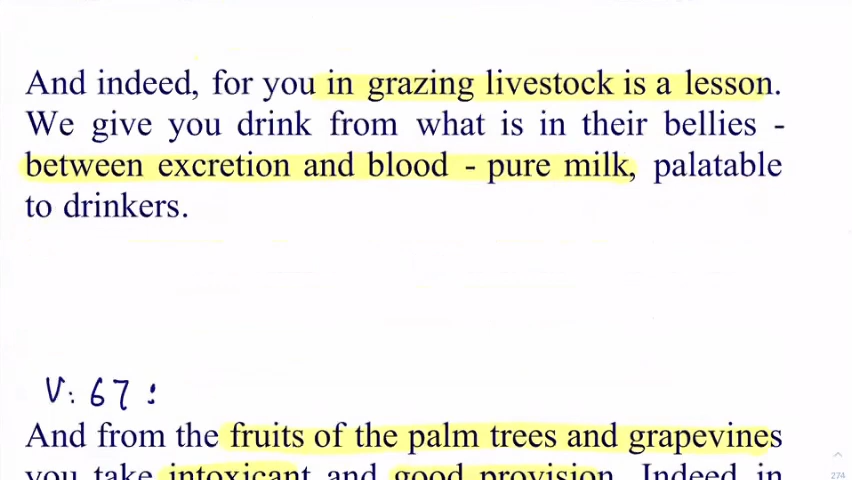 And indeed, for you in grazing livestock is a lesson.
We give you drink from what is in their bellies -
between excretion and blood - pure milk, palatable
to drinkers.
V: 67 :
And from the fruits of the palm trees and grapevines
you take intoxicant and good provision. Indeed in
274